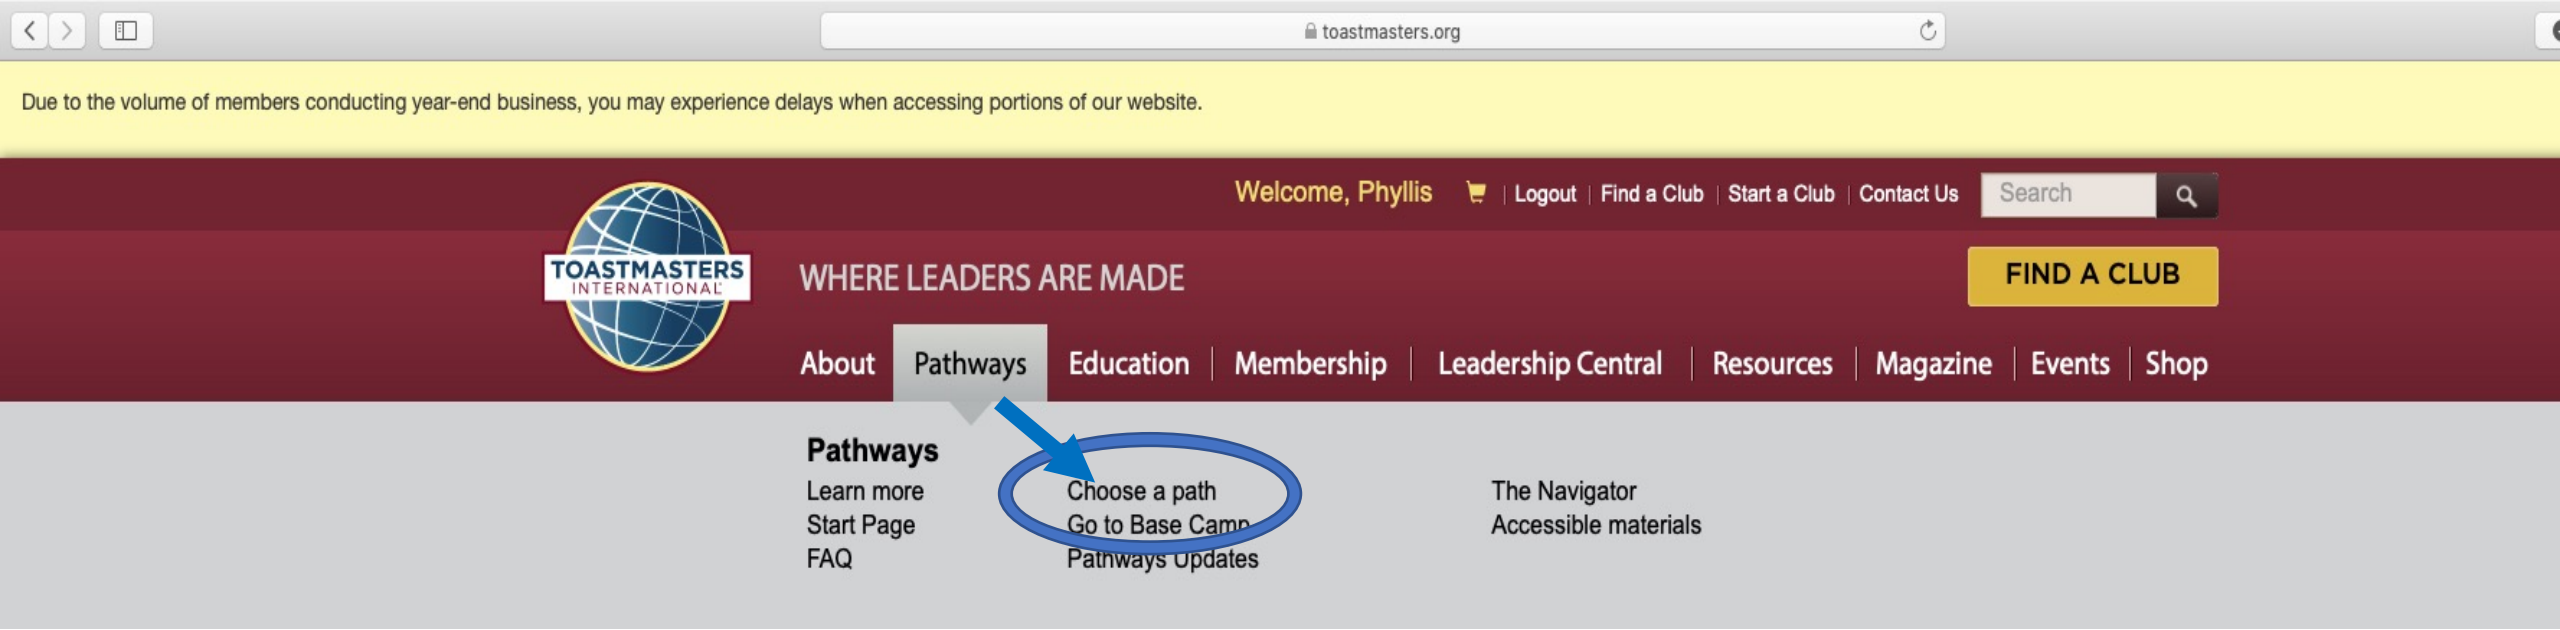 toastmasters.org
Due to the volume of members conducting year-end business, you may experience delays when accessing portions of our website.
Welcome, Phyllis | Logout | Find a Club | Start a Club | Contact Us Search
TOASTMASTERS
INTERNATIONAL
WHERE LEADERS ARE MADE
FIND A CLUB
About Pathways Education | Membership | Leadership Central | Resources | Magazine | Events | Shop
Pathways
Learn more Choose a path The Navigator
Start Page Go to Base Camp Accessible materials
FAQ Pathways Updates